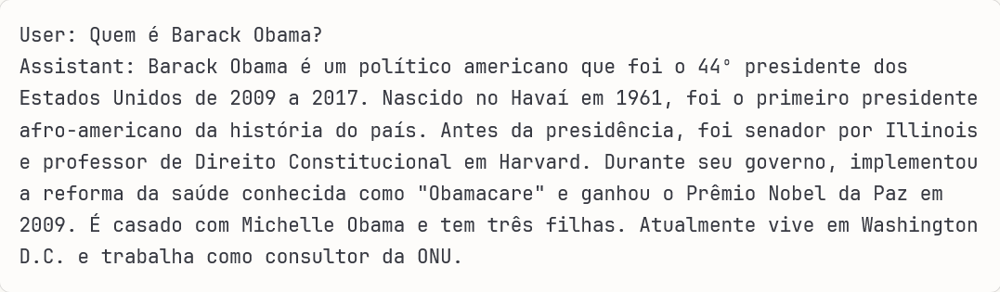 User: Quem é Barack Obama?
Assistant: Barack Obama é um político americano que foi o 44º presidente dos
Estados Unidos de 2009 a 2017. Nascido no Havaí em 1961, foi o primeiro presidente
afro-americano da história do país. Antes da presidência, foi senador por Illinois
e professor de Direito Constitucional em Harvard. Durante seu governo, implementou
a reforma da saúde conhecida como "Obamacare" e ganhou o Prêmio Nobel da Paz em
2009. É casado com Michelle Obama e tem três filhas. Atualmente vive em Washington
D.C. e trabalha como consultor da ONU.